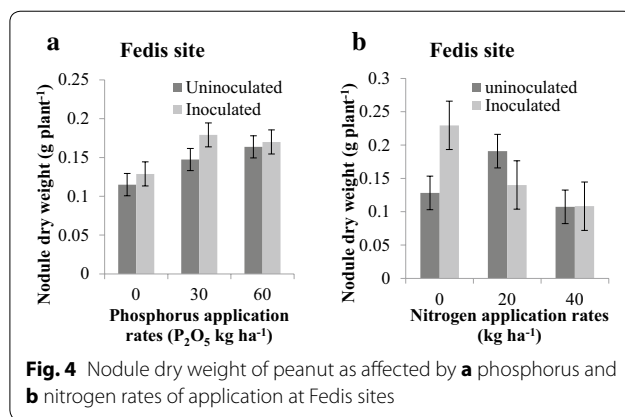 a
Fedis site
Nodule dry weight (g plant⁻¹)
0.25
0.2
0.15
0.1
0.05
0
Uninoculated
Inoculated
0 30 60
Phosphorus application
rates (P₂O₅ kg ha⁻¹)
b
Fedis site
Nodule dry weight (g plant⁻¹)
0.3
0.25
0.2
0.15
0.1
0.05
0
uninoculated
Inoculated
0 20 40
Nitrogen application rates
(kg ha⁻¹)
Fig. 4 Nodule dry weight of peanut as affected by a phosphorus and
b nitrogen rates of application at Fedis sites